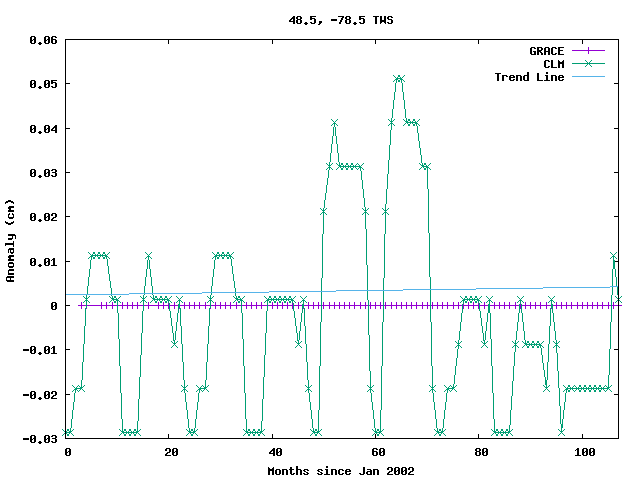 48.5, -78.5 TWS
GRACE
CLM
Trend Line
0.06
0.05
0.04
0.03
0.02
0.01
0
-0.01
-0.02
-0.03
Anomaly (cm)
0 20 40 60 80 100
Months since Jan 2002